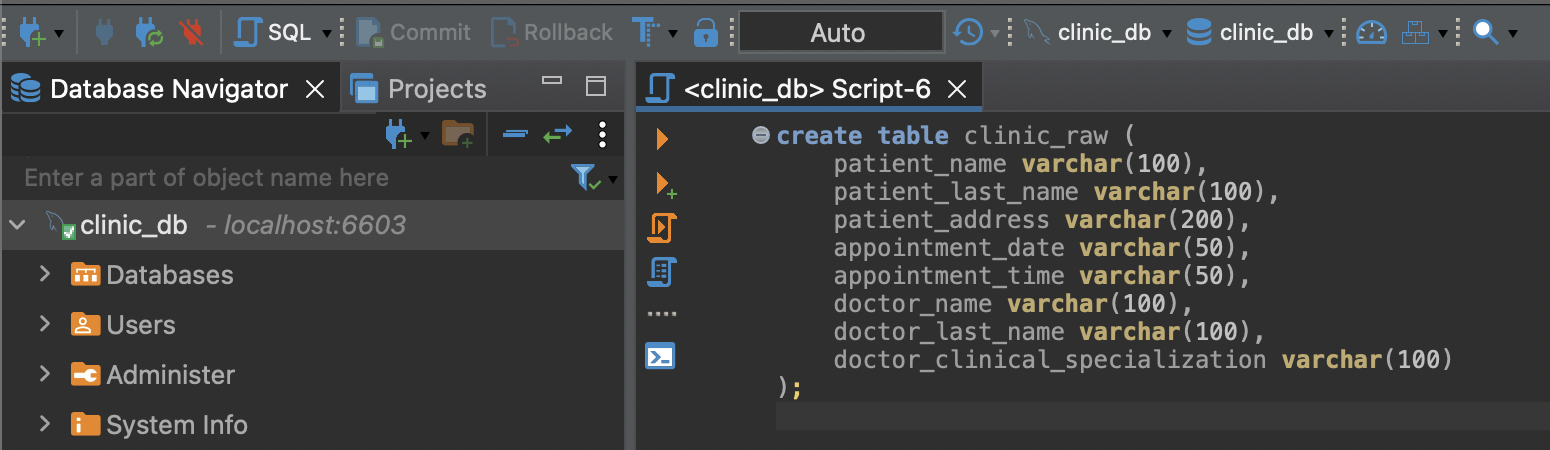 SQL Commit Rollback Auto clinic_db clinic_db
Database Navigator Projects
Enter a part of object name here
clinic_db - localhost:6603
Databases
Users
Administer
System Info
<clinic_db> Script-6
create table clinic_raw (
patient_name varchar(100),
patient_last_name varchar(100),
patient_address varchar(200),
appointment_date varchar(50),
appointment_time varchar(50),
doctor_name varchar(100),
doctor_last_name varchar(100),
doctor_clinical_specialization varchar(100)
);